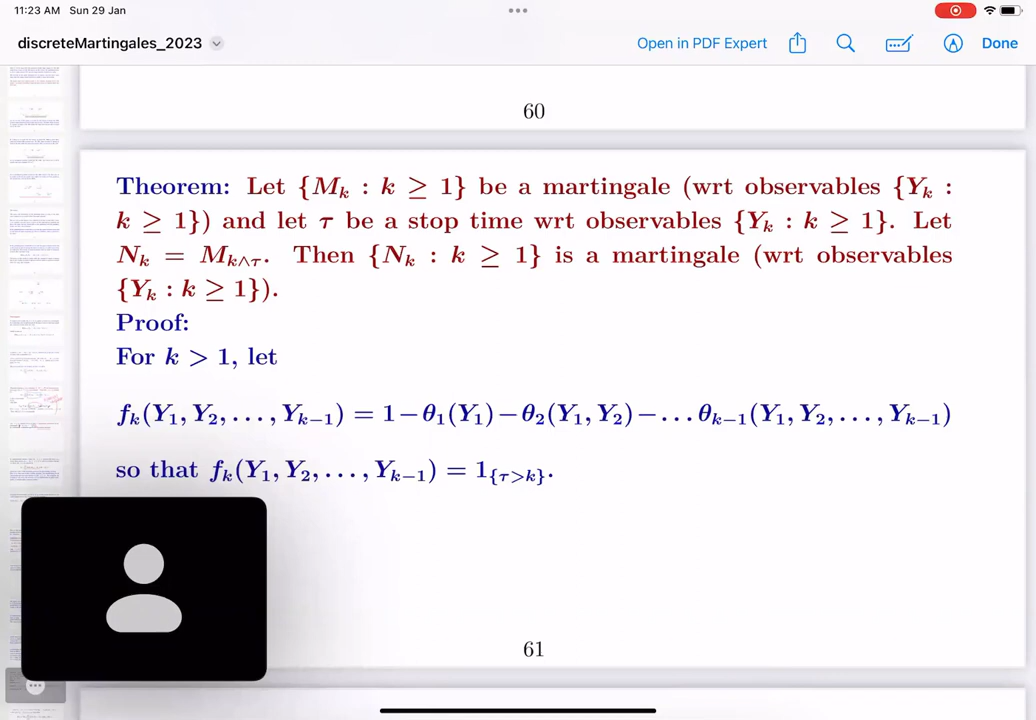 11:23 AM Sun 29 Jan
discreteMartingales_2023
Open in PDF Expert
Done
60
Theorem: Let {M_k : k ≥ 1} be a martingale (wrt observables {Y_k :
k ≥ 1}) and let τ be a stop time wrt observables {Y_k : k ≥ 1}. Let
N_k = M_{k∧τ}. Then {N_k : k ≥ 1} is a martingale (wrt observables
{Y_k : k ≥ 1}).
Proof:
For k > 1, let
f_k(Y_1, Y_2, . . . , Y_{k−1}) = 1−θ_1(Y_1)−θ_2(Y_1, Y_2)− . . . θ_{k−1}(Y_1, Y_2, . . . , Y_{k−1})
so that f_k(Y_1, Y_2, . . . , Y_{k−1}) = 1_{{τ>k}}.
61